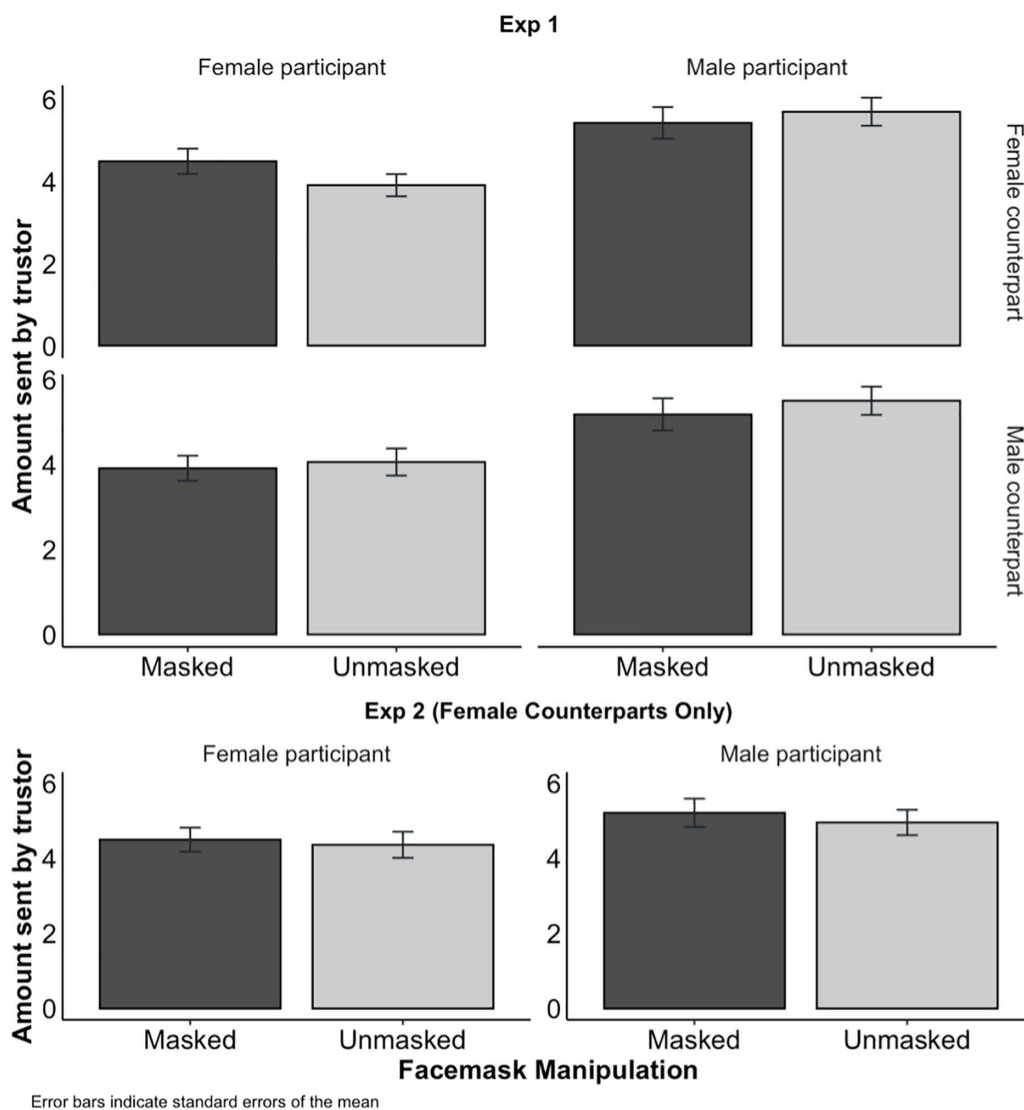 Exp 1
Female participant
Male participant
Amount sent by trustor
6
4
2
0
Female counterpart
6
4
2
0
Male counterpart
Masked
Unmasked
Masked
Unmasked
Exp 2 (Female Counterparts Only)
Female participant
Male participant
Amount sent by trustor
6
4
2
0
6
4
2
0
Masked
Unmasked
Masked
Unmasked
Facemask Manipulation
Error bars indicate standard errors of the mean